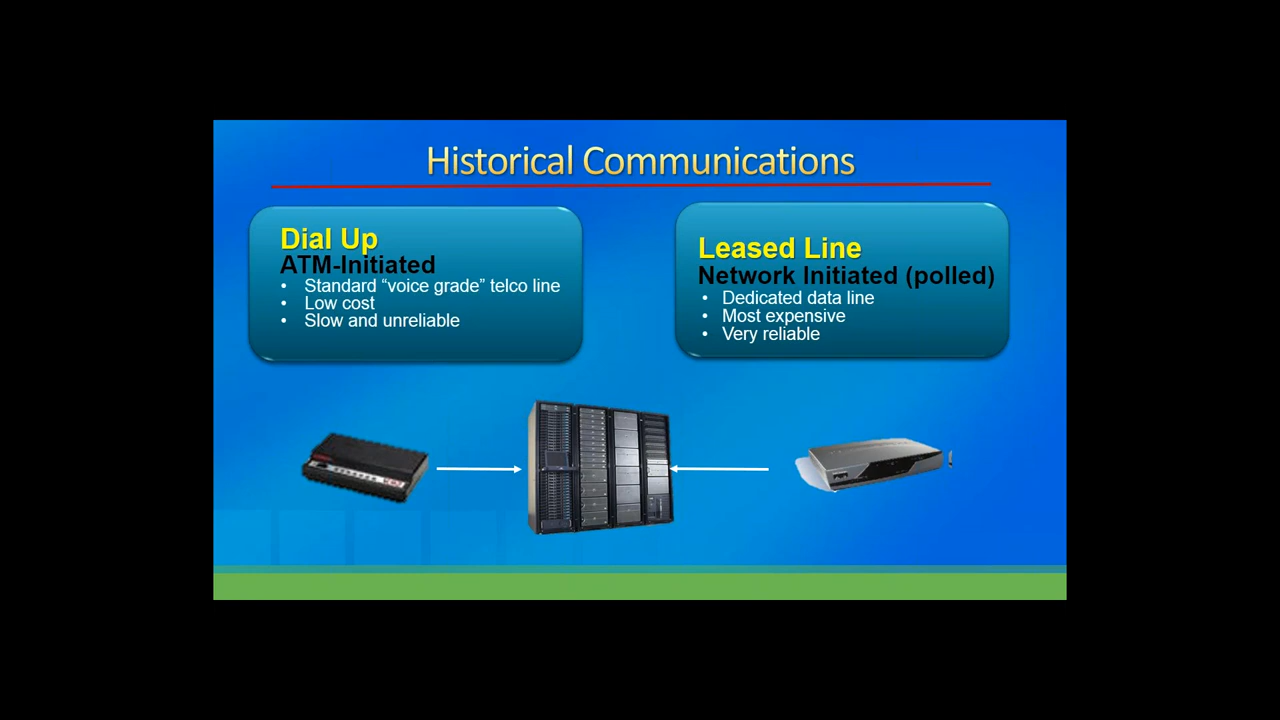 Historical Communications
Dial Up
ATM-Initiated
• Standard “voice grade” telco line
• Low cost
• Slow and unreliable
Leased Line
Network Initiated (polled)
• Dedicated data line
• Most expensive
• Very reliable